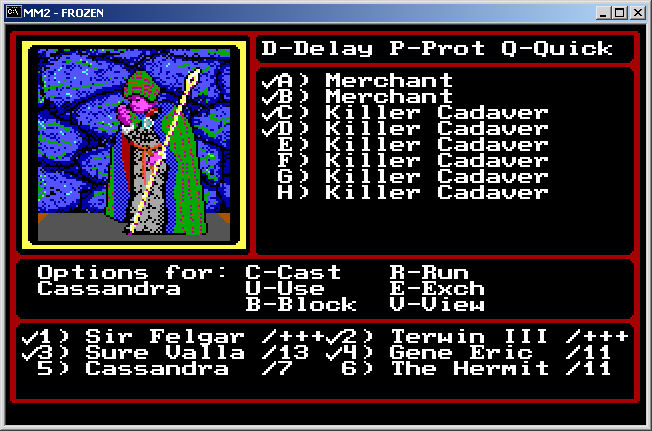 MM2 - FROZEN
D-Delay P-Prot Q-Quick
✓A) Merchant
✓B) Merchant
✓C) Killer Cadaver
✓D) Killer Cadaver
E) Killer Cadaver
F) Killer Cadaver
G) Killer Cadaver
H) Killer Cadaver
Options for: C-Cast R-Run
Cassandra U-Use E-Exch
B-Block V-View
✓1) Sir Felgar /+++ ✓2) Terwin III /+++
✓3) Sure Valla /13 ✓4) Gene Eric /11
5) Cassandra /7 6) The Hermit /11